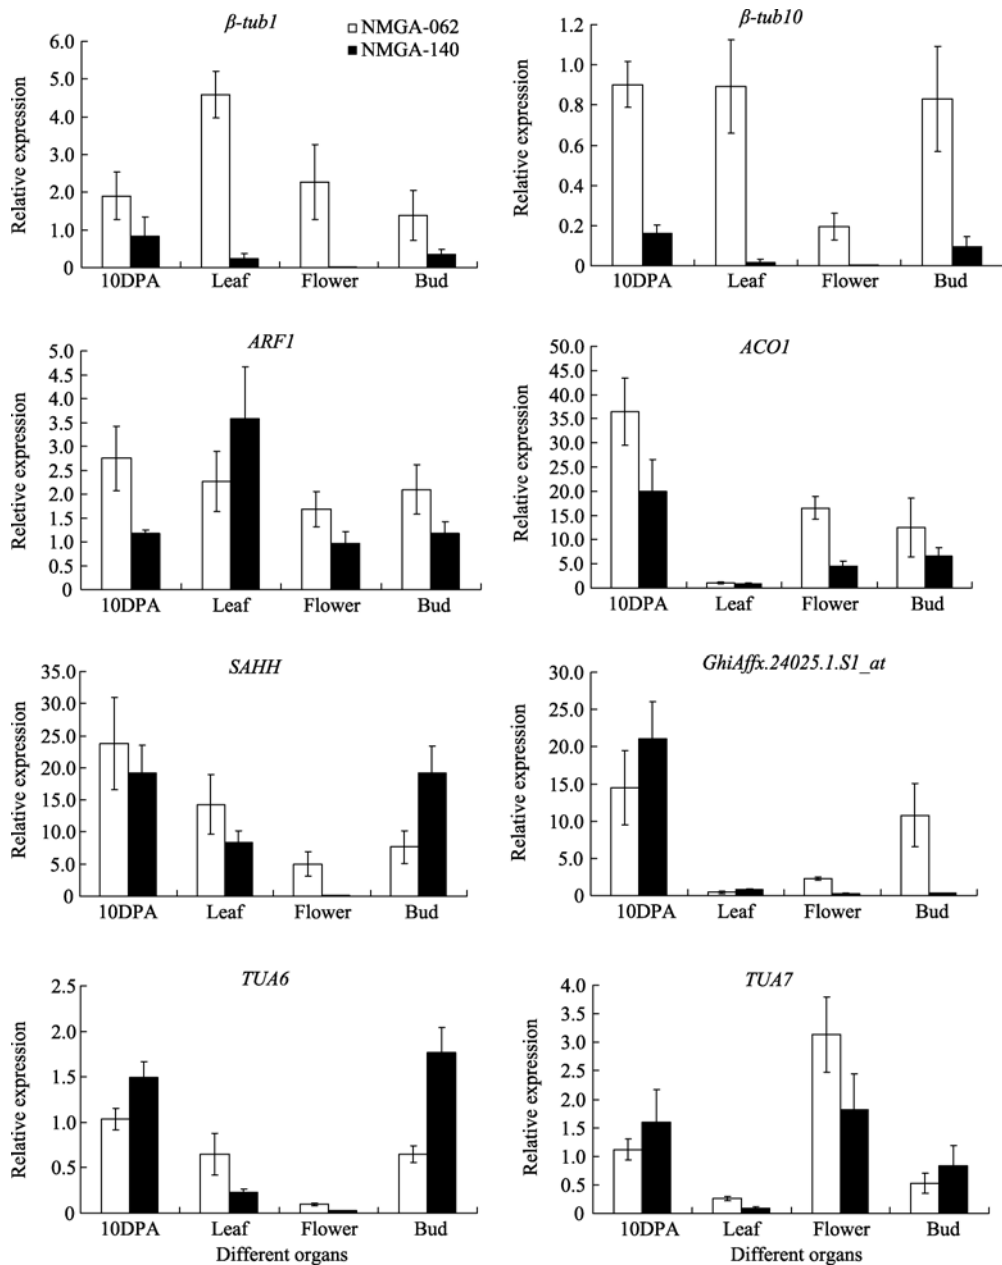 β-tub1
NMGA-062
NMGA-140
Relative expression
6.0
5.0
4.0
3.0
2.0
1.0
0
10DPA Leaf Flower Bud
β-tub10
Relative expression
1.2
1.0
0.8
0.6
0.4
0.2
0
10DPA Leaf Flower Bud
ARF1
Reletive expression
5.0
4.5
4.0
3.5
3.0
2.5
2.0
1.5
1.0
0.5
0
10DPA Leaf Flower Bud
ACO1
Relative expression
50.0
45.0
40.0
35.0
30.0
25.0
20.0
15.0
10.0
5.0
0
10DPA Leaf Flower Bud
SAHH
Relative expression
35.0
30.0
25.0
20.0
15.0
10.0
5.0
0
10DPA Leaf Flower Bud
GhiAffx.24025.1.S1_at
Relative expression
30.0
25.0
20.0
15.0
10.0
5.0
0
10DPA Leaf Flower Bud
TUA6
Relative expression
2.5
2.0
1.5
1.0
0.5
0
10DPA Leaf Flower Bud
Different organs
TUA7
Relative expression
4.0
3.5
3.0
2.5
2.0
1.5
1.0
0.5
0
10DPA Leaf Flower Bud
Different organs